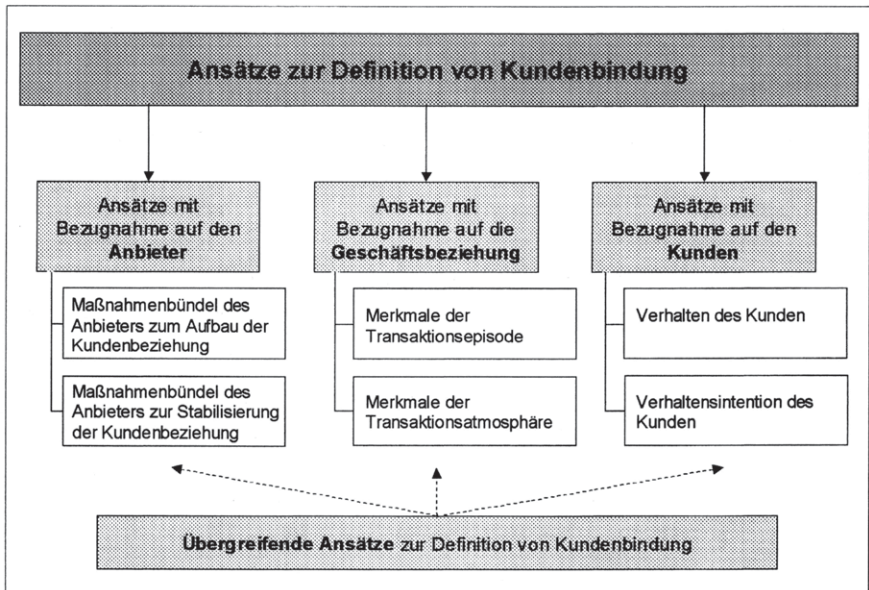 Ansätze zur Definition von Kundenbindung
Ansätze mit
Bezugnahme auf den
Anbieter
Maßnahmenbündel des
Anbieters zum Aufbau der
Kundenbeziehung
Maßnahmenbündel des
Anbieters zur Stabilisierung
der Kundenbeziehung
Ansätze mit
Bezugnahme auf die
Geschäftsbeziehung
Merkmale der
Transaktionsepisode
Merkmale der
Transaktionsatmosphäre
Ansätze mit
Bezugnahme auf den
Kunden
Verhalten des Kunden
Verhaltensintention des
Kunden
Übergreifende Ansätze zur Definition von Kundenbindung